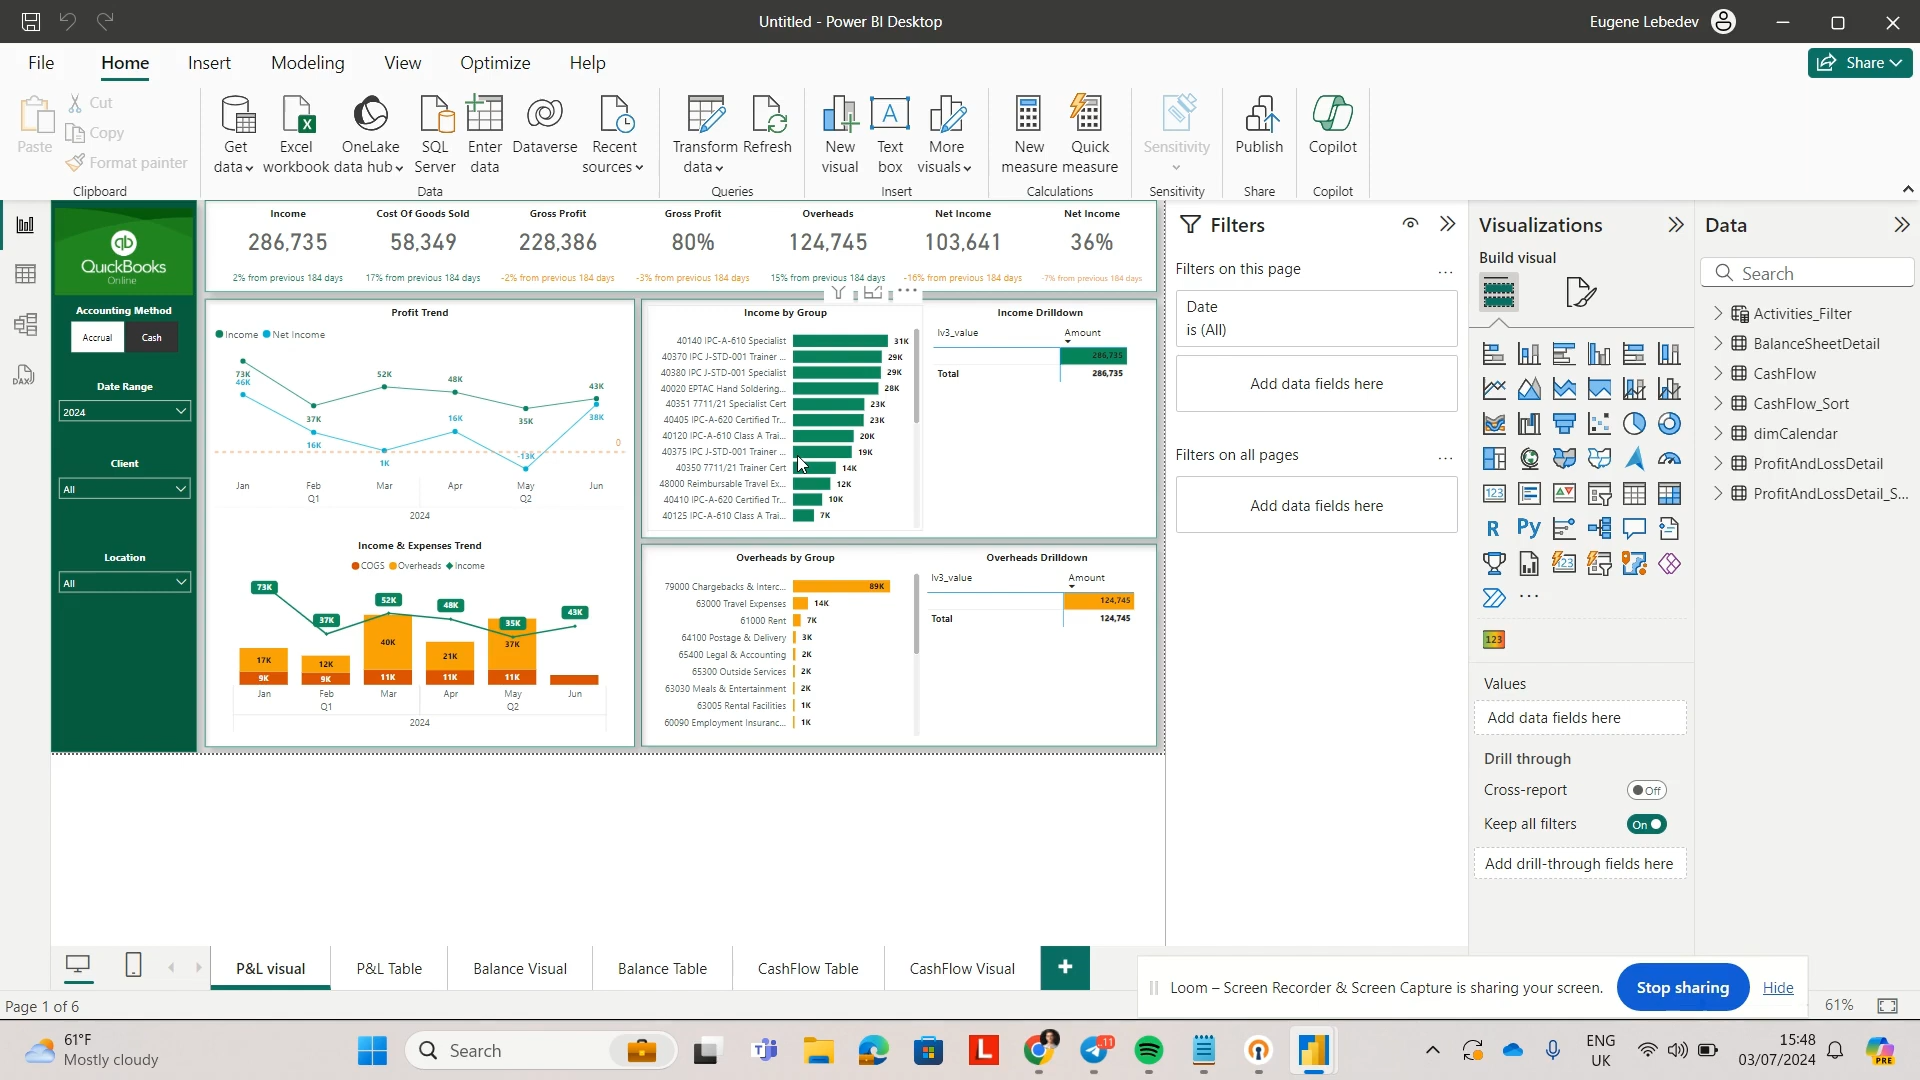 Untitled - Power BI Desktop
Eugene Lebedev
File Home Insert Modeling View Optimize Help
Share
Paste
Cut
Copy
Format painter
Clipboard
Get data
Excel workbook
OneLake data hub
SQL Server
Enter data
Dataverse
Recent sources
Data
Transform data
Refresh
Queries
New visual
Text box
More visuals
Insert
New measure
Quick measure
Calculations
Sensitivity
Sensitivity
Publish
Share
Copilot
Copilot
qb
QuickBooks
Online
Accounting Method
Accrual Cash
Date Range
2024
Client
All
Location
All
Income
286,735
2% from previous 184 days
Cost Of Goods Sold
58,349
17% from previous 184 days
Gross Profit
228,386
-2% from previous 184 days
Gross Profit
80%
-3% from previous 184 days
Overheads
124,745
15% from previous 184 days
Net Income
103,641
-16% from previous 184 days
Net Income
36%
-7% from previous 184 days
Profit Trend
Income Net Income
73K 37K 52K 48K 35K 43K
46K 16K 1K 16K -13K 38K
0
Jan Feb Mar Apr May Jun
Q1 Q2
2024
Income & Expenses Trend
COGS Overheads Income
73K 37K 52K 48K 35K 43K
17K 12K 40K 21K 37K
9K 9K 11K 11K 11K
Jan Feb Mar Apr May Jun
Q1 Q2
2024
Income by Group
40140 IPC-A-610 Specialist 31K
40370 IPC J-STD-001 Trainer ... 29K
40380 IPC J-STD-001 Specialist 29K
40020 EPTAC Hand Soldering... 28K
40351 7711/21 Specialist Cert 23K
40405 IPC-A-620 Certified Tr... 23K
40120 IPC-A-610 Class A Trai... 20K
40375 IPC J-STD-001 Trainer ... 19K
40350 7711/21 Trainer Cert 14K
48000 Reimbursable Travel Ex... 12K
40410 IPC-A-620 Certified Tr... 10K
40125 IPC-A-610 Class A Trai... 7K
Income Drilldown
lv3_value Amount
286,735
Total 286,735
Overheads by Group
79000 Chargebacks & Interc... 89K
63000 Travel Expenses 14K
61000 Rent 7K
64100 Postage & Delivery 3K
65400 Legal & Accounting 2K
65300 Outside Services 2K
63030 Meals & Entertainment 2K
63005 Rental Facilities 1K
60090 Employment Insuranc... 1K
Overheads Drilldown
lv3_value Amount
124,745
Total 124,745
Filters
Filters on this page ...
Date
is (All)
Add data fields here
Filters on all pages ...
Add data fields here
Visualizations
Build visual
123
R Py
123
...
123
Values
Add data fields here
Drill through
Cross-report Off
Keep all filters On
Add drill-through fields here
Data
Search
Activities_Filter
BalanceSheetDetail
CashFlow
CashFlow_Sort
dimCalendar
ProfitAndLossDetail
ProfitAndLossDetail_S...
DAX
P&L visual P&L Table Balance Visual Balance Table CashFlow Table CashFlow Visual +
Loom – Screen Recorder & Screen Capture is sharing your screen. Stop sharing Hide
Page 1 of 6
61%
61°F
Mostly cloudy
Search
L
11
ENG
UK
15:48
03/07/2024
PRE